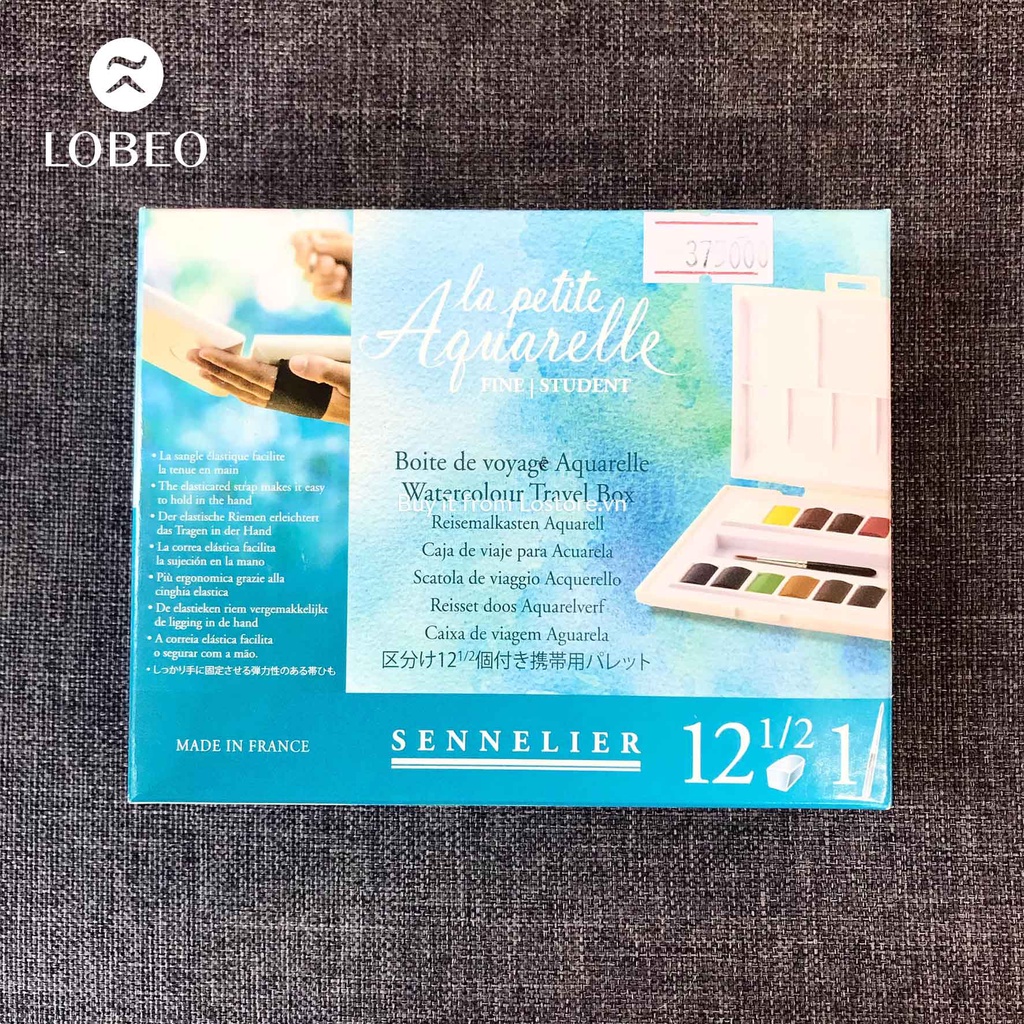 LOBEO
la petite
Aquarelle
FINE | STUDENT
• La sangle élastique facilite
la tenue en main
• The elasticated strap makes it easy
to hold in the hand
• Der elastische Riemen erleichtert
das Tragen in der Hand
• La correa elástica facilita
la sujeción en la mano
• Più ergonomica grazie alla
cinghia elastica
• De elastieken riem vergemakkelijkt
de ligging in de hand
• A correia elástica facilita
o segurar com a mão.
• しっかり手に固定させる弾力性のある帯ひも
Boite de voyage Aquarelle
Watercolour Travel Box
Buy it from Lostore.vn
Reisemalkasten Aquarell
Caja de viaje para Acuarela
Scatola de viaggio Acquerello
Reisset doos Aquarelverf
Caixa de viagem Aguarela
区分け12 1/2個付き携帯用パレット
MADE IN FRANCE
SENNELIER
12 1/2 1